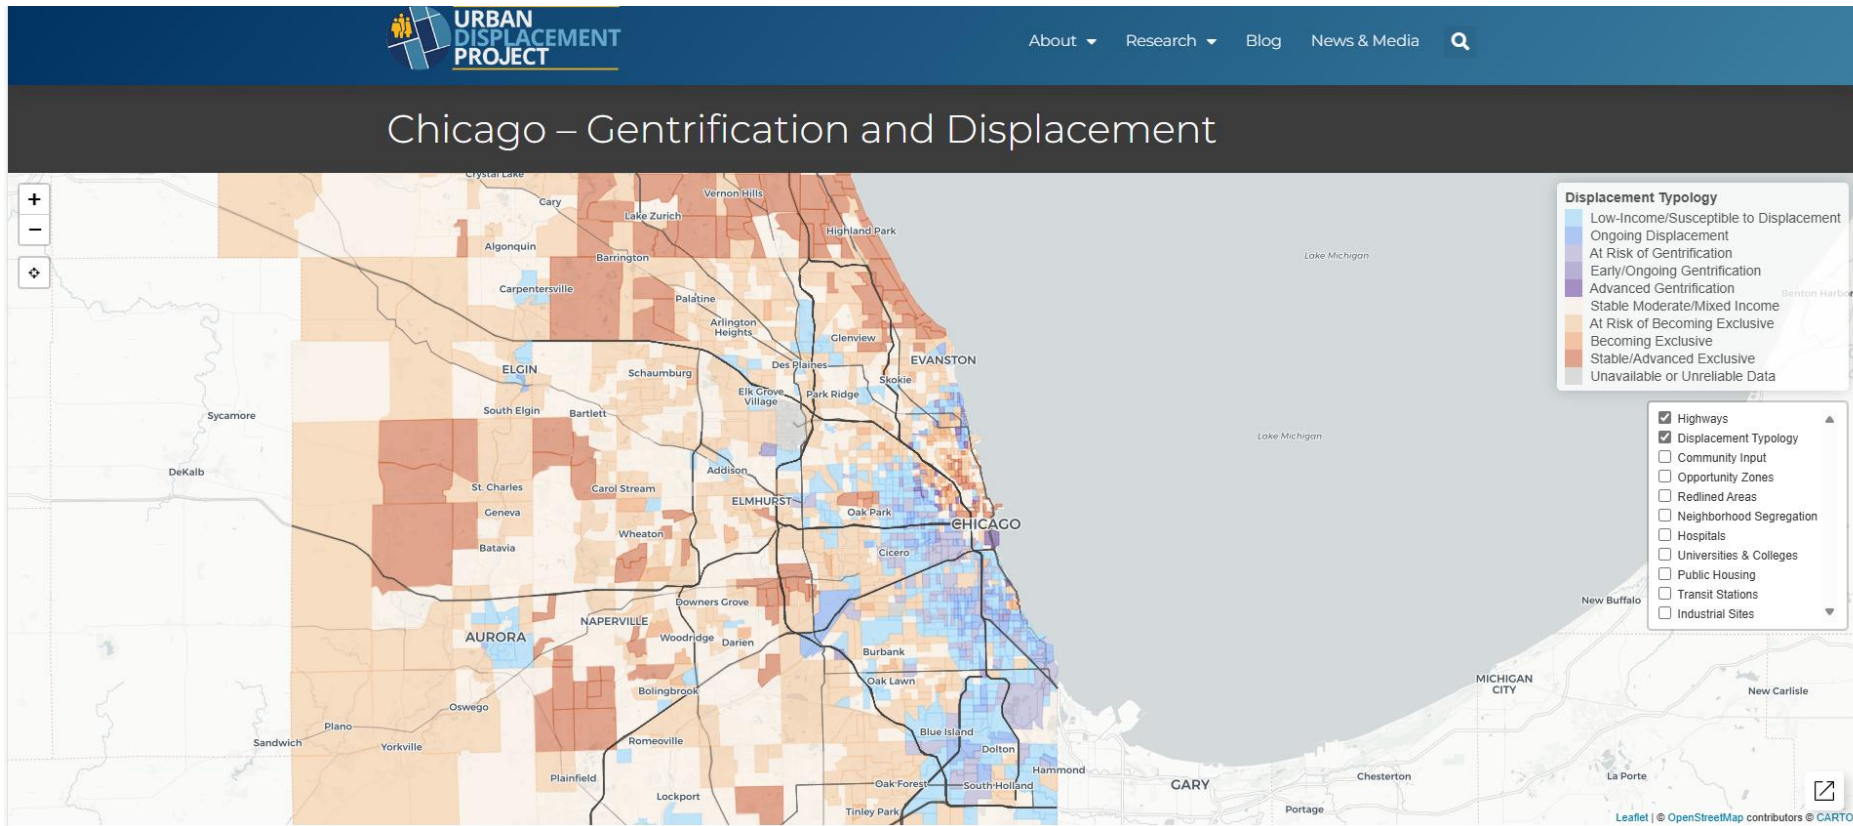 URBAN
DISPLACEMENT
PROJECT
About
Research
Blog
News & Media
Chicago – Gentrification and Displacement
+
−
Displacement Typology
Low-Income/Susceptible to Displacement
Ongoing Displacement
At Risk of Gentrification
Early/Ongoing Gentrification
Advanced Gentrification
Stable Moderate/Mixed Income
At Risk of Becoming Exclusive
Becoming Exclusive
Stable/Advanced Exclusive
Unavailable or Unreliable Data
Highways
Displacement Typology
Community Input
Opportunity Zones
Redlined Areas
Neighborhood Segregation
Hospitals
Universities & Colleges
Public Housing
Transit Stations
Industrial Sites
Crystal Lake
Cary
Vernon Hills
Lake Zurich
Highland Park
Algonquin
Barrington
Lake Michigan
Carpentersville
Palatine
Benton Harbor
Arlington
Heights
Glenview
EVANSTON
ELGIN
Schaumburg
Des Plaines
Skokie
Elk Grove
Village
Park Ridge
Sycamore
South Elgin
Bartlett
Lake Michigan
DeKalb
Addison
St. Charles
Carol Stream
ELMHURST
Geneva
Oak Park
CHICAGO
Wheaton
Batavia
Cicero
Downers Grove
New Buffalo
AURORA
NAPERVILLE
Woodridge
Darien
Burbank
Oak Lawn
MICHIGAN
CITY
New Carlisle
Bolingbrook
Oswego
Plano
Sandwich
Yorkville
Romeoville
Blue Island
Dolton
Plainfield
Hammond
Oak Forest
South Holland
GARY
Chesterton
La Porte
Lockport
Tinley Park
Portage
Leaflet | © OpenStreetMap contributors © CARTO